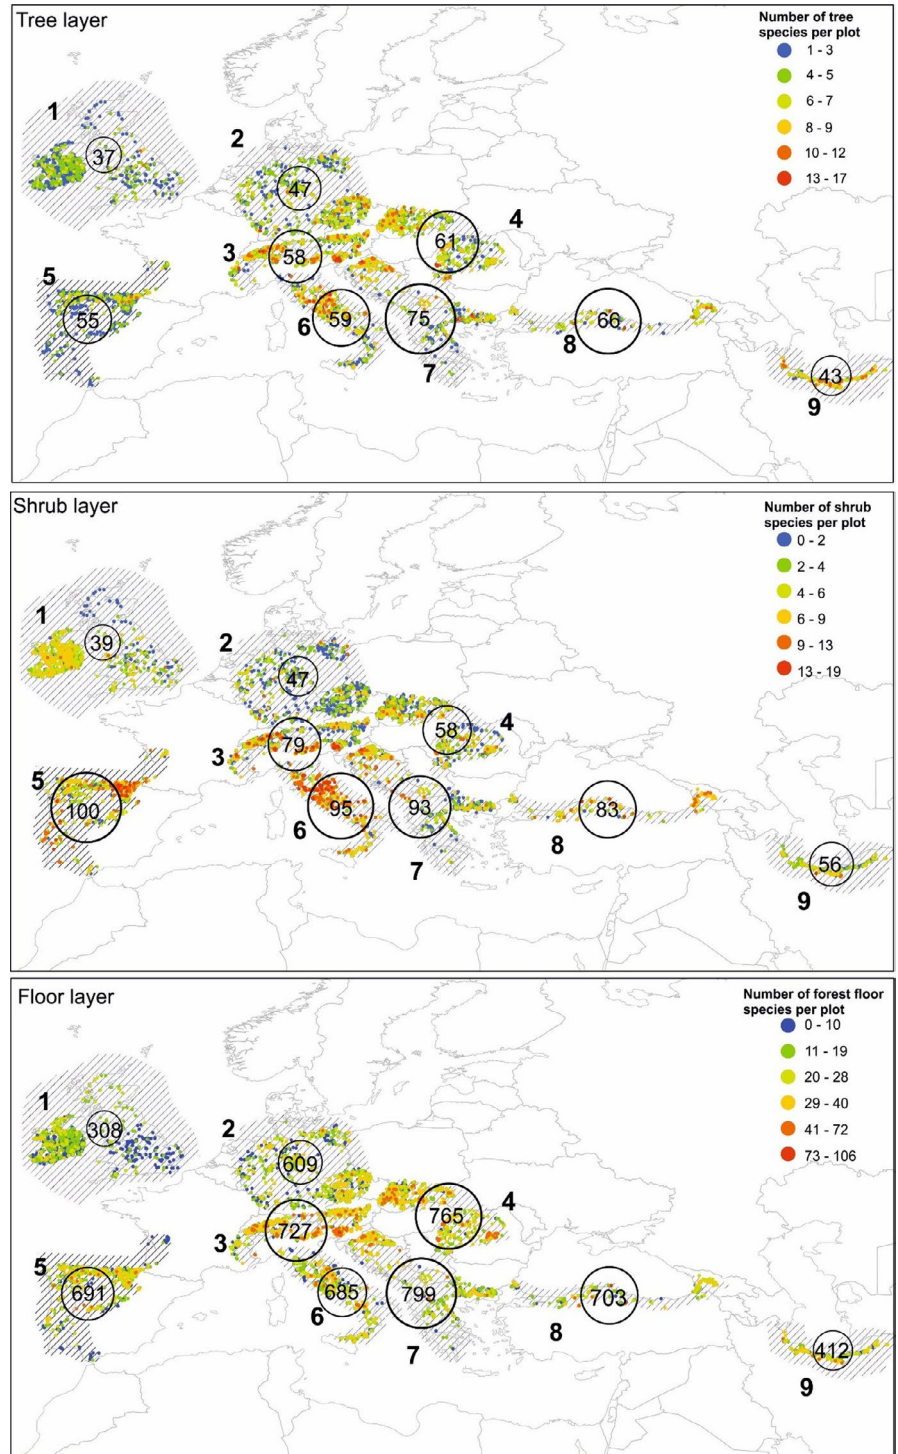 Tree layer
Number of tree
species per plot
1 - 3
4 - 5
6 - 7
8 - 9
10 - 12
13 - 17
1
37
2
47
3
58
4
61
5
55
6
59
75
7
66
8
43
9
Shrub layer
Number of shrub
species per plot
0 - 2
2 - 4
4 - 6
6 - 9
9 - 13
13 - 19
1
39
2
47
3
79
4
58
5
100
6
95
93
7
83
8
56
9
Floor layer
Number of forest floor
species per plot
0 - 10
11 - 19
20 - 28
29 - 40
41 - 72
73 - 106
1
308
2
609
3
727
4
765
5
691
6
685
799
7
703
8
412
9